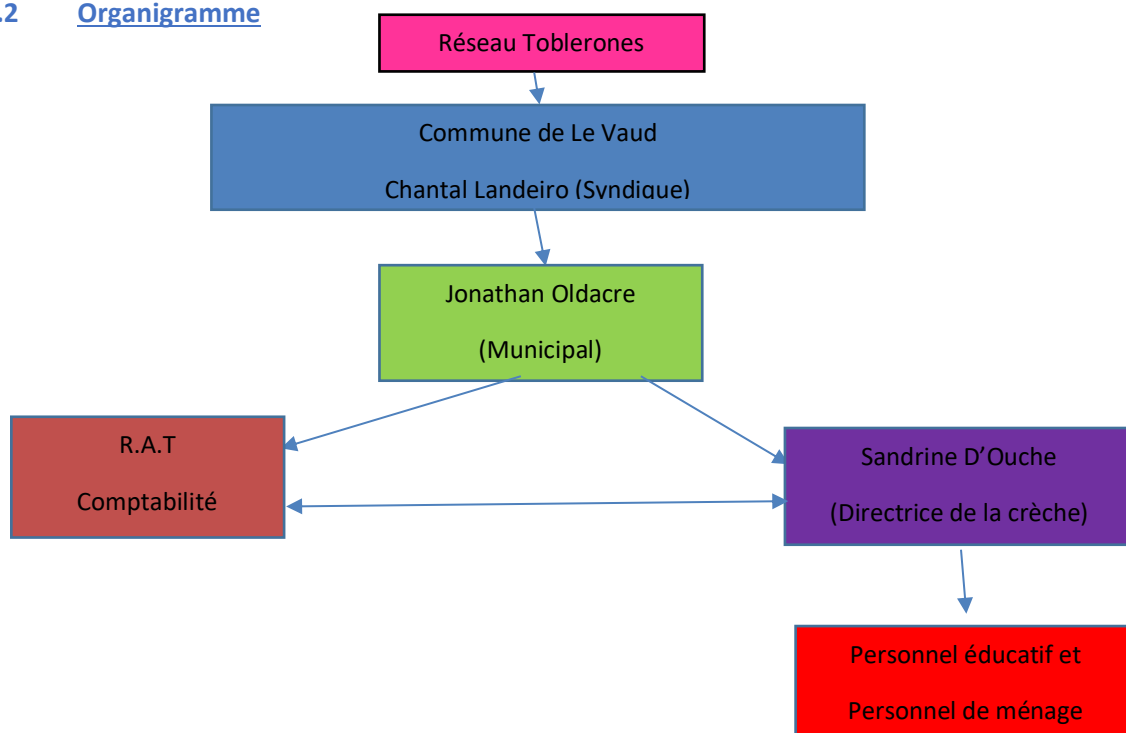 .2 Organigramme
Réseau Toblerones
Commune de Le Vaud
Chantal Landeiro (Syndique)
Jonathan Oldacre
(Municipal)
R.A.T
Comptabilité
Sandrine D’Ouche
(Directrice de la crèche)
Personnel éducatif et
Personnel de ménage